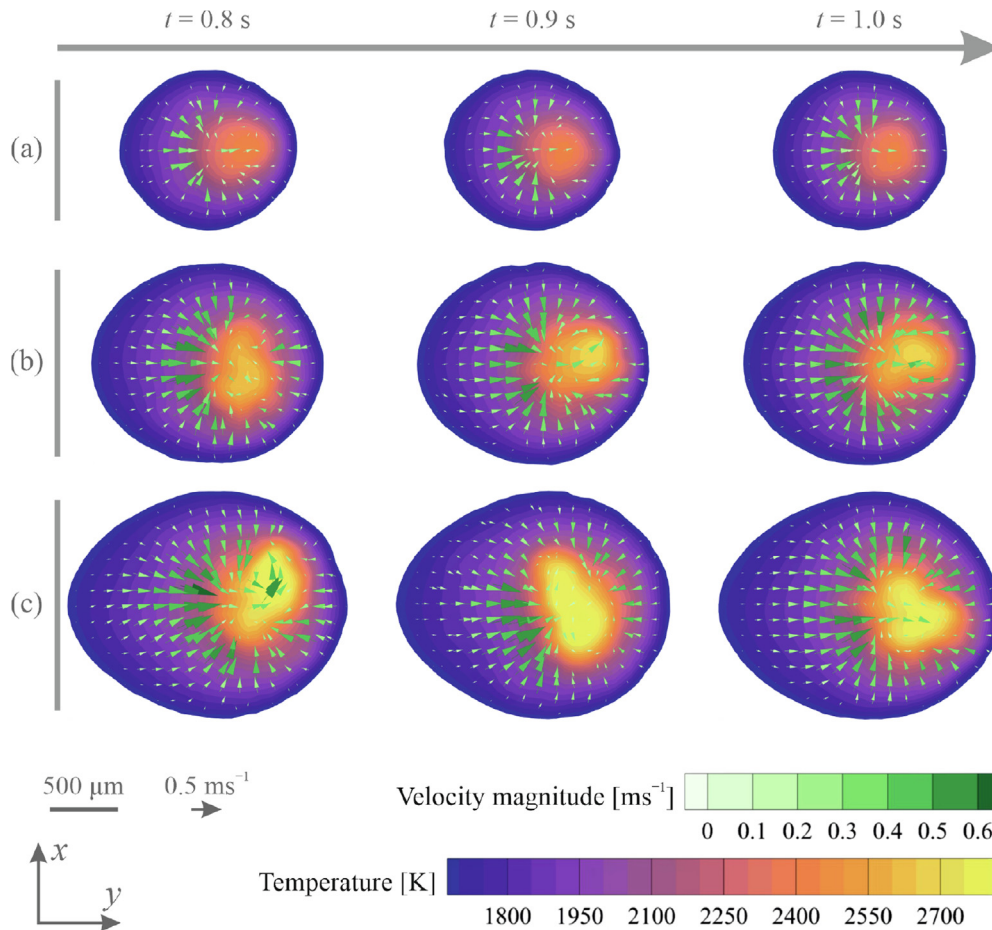 t = 0.8 s t = 0.9 s t = 1.0 s
(a)
(b)
(c)
500 µm 0.5 ms⁻¹
Velocity magnitude [ms⁻¹]
0 0.1 0.2 0.3 0.4 0.5 0.6
x
y
Temperature [K]
1800 1950 2100 2250 2400 2550 2700